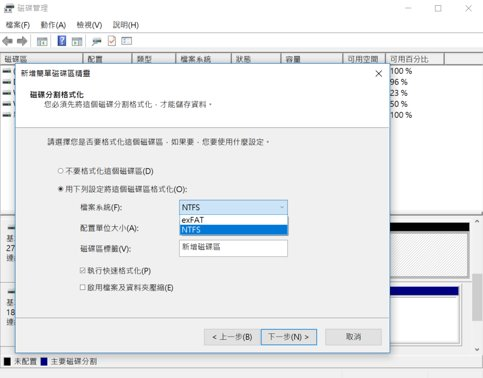 磁碟管理
檔案(F) 動作(A) 檢視(V) 說明(H)
磁碟區 配置 類型 檔案系統 狀態 容量 可用空間 可用百分比
100 %
96 %
23 %
50 %
100 %
新增簡單磁碟區精靈
磁碟分割格式化
您必須先將這個磁碟分割格式化，才能儲存資料。
請選擇您是否要格式化這個磁碟區，如果要，您要使用什麼設定。
不要格式化這個磁碟區(D)
用下列設定將這個磁碟區格式化(O):
檔案系統(F): NTFS
exFAT
配置單位大小(A): NTFS
磁碟區標籤(V): 新增磁碟區
執行快速格式化(P)
啟用檔案及資料夾壓縮(E)
< 上一步(B) 下一步(N) > 取消
基
27
連
基
18
連
未配置 主要磁碟分割